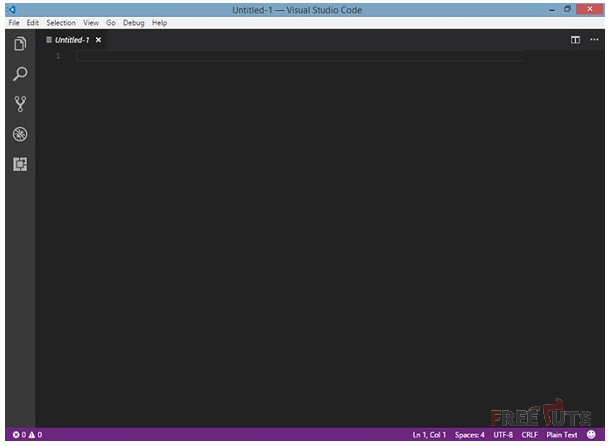 Untitled-1 — Visual Studio Code
File Edit Selection View Go Debug Help
Untitled-1
1
FREETUTS
0 0 Ln 1, Col 1 Spaces: 4 UTF-8 CRLF Plain Text